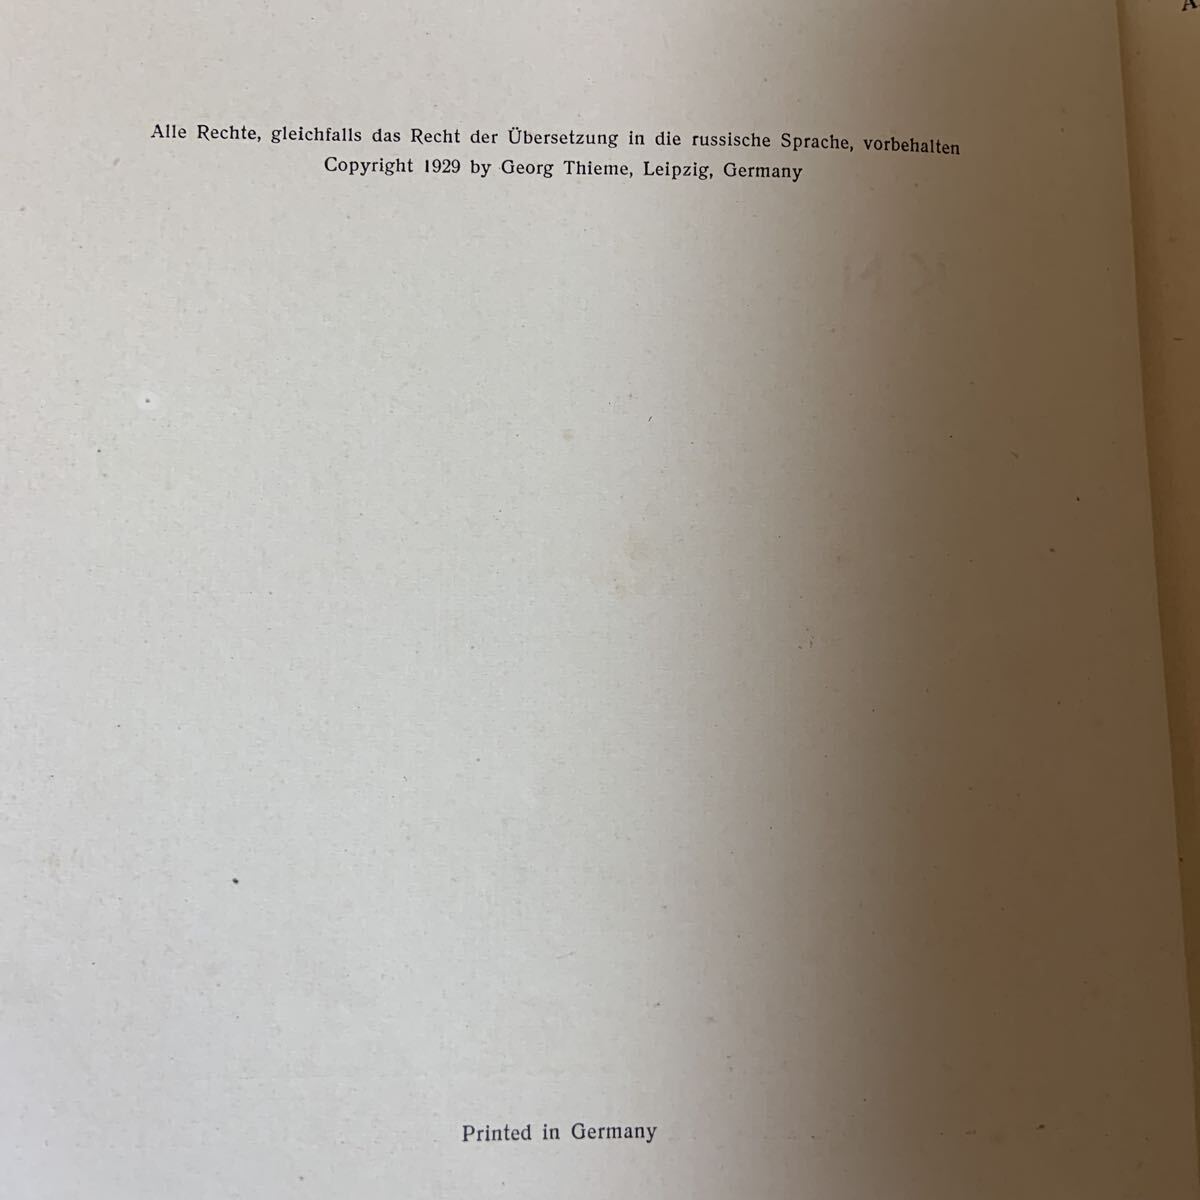 Alle Rechte, gleichfalls das Recht der Übersetzung in die russische Sprache, vorbehalten
Copyright 1929 by Georg Thieme, Leipzig, Germany
Printed in Germany